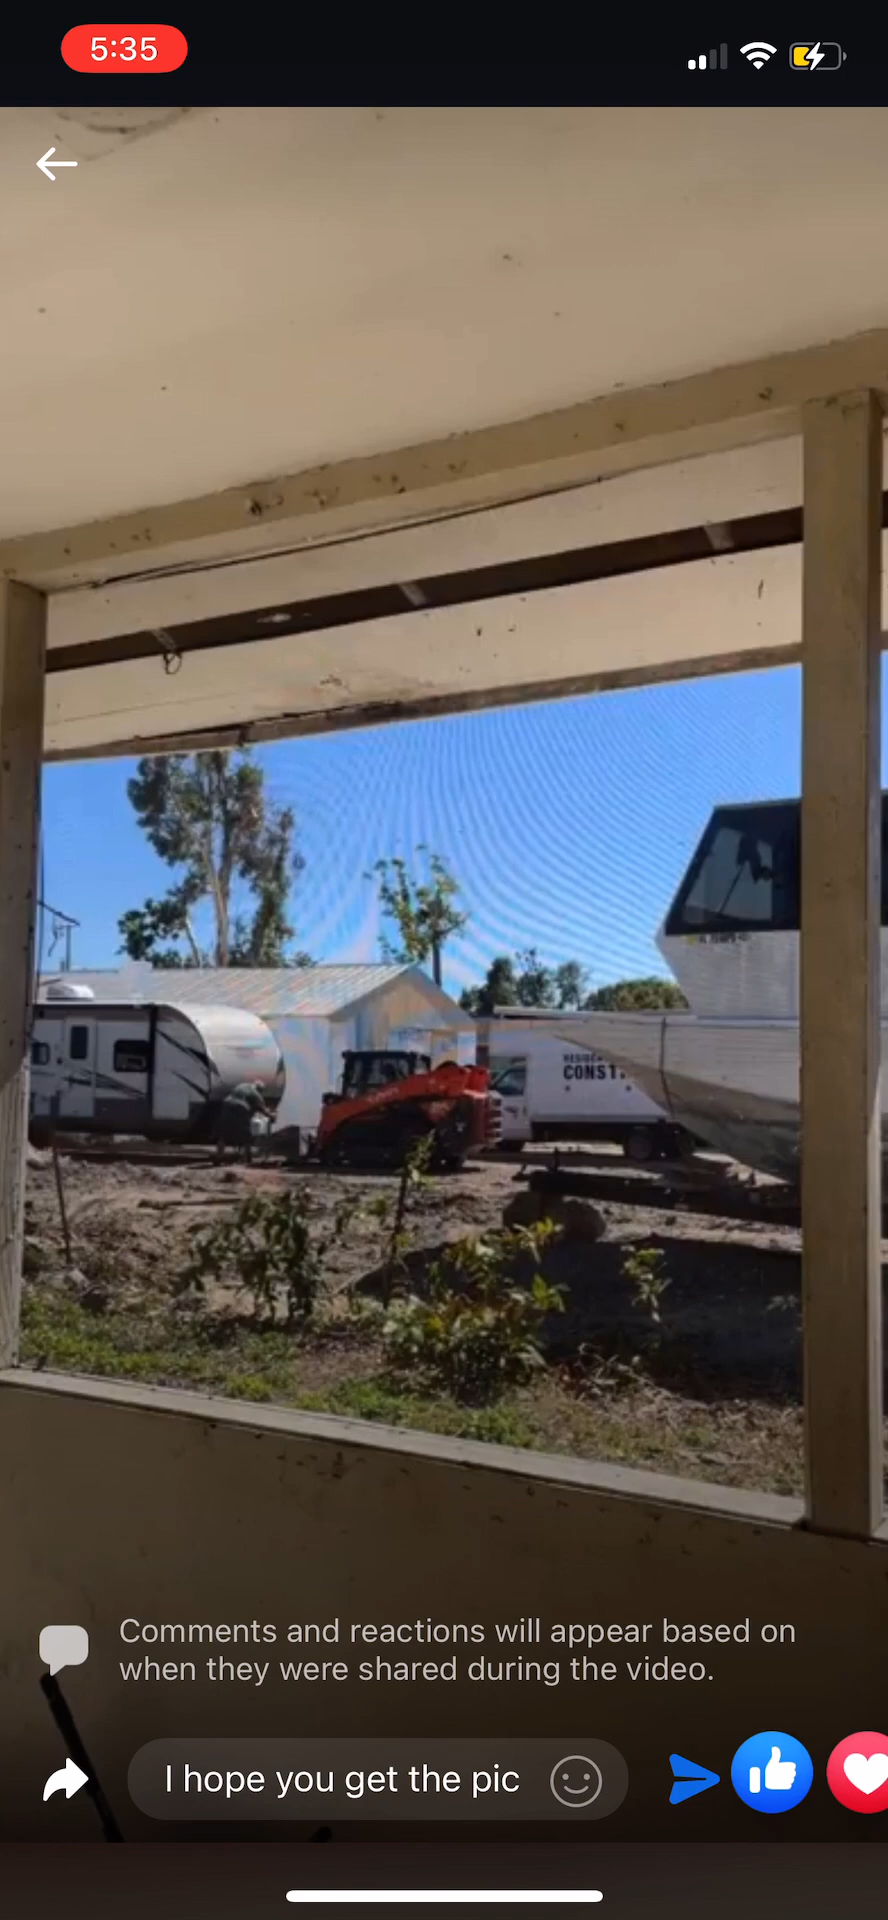 5:35
CONST.
Comments and reactions will appear based on
when they were shared during the video.
I hope you get the pic